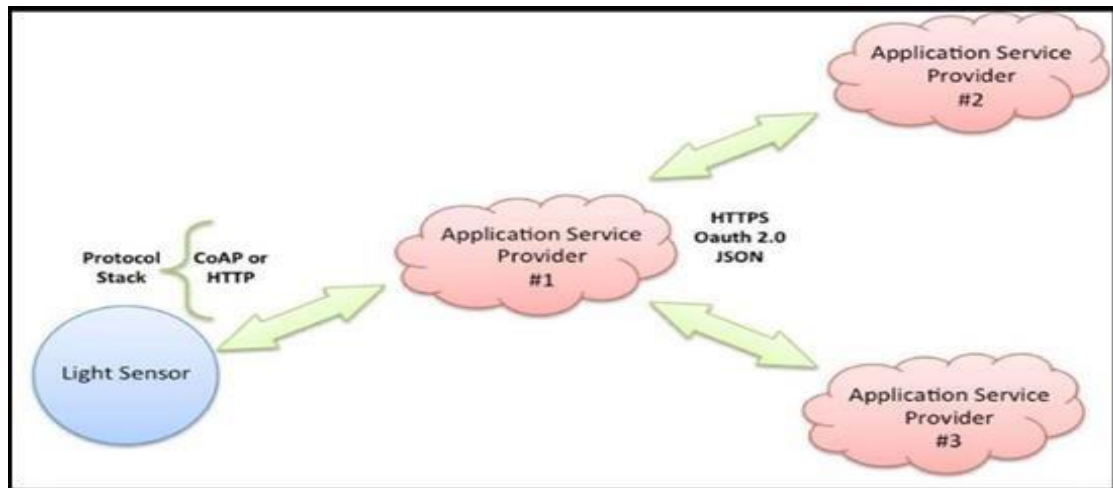 Application Service
Provider
#2
Application Service
Provider
#1
HTTPS
Oauth 2.0
JSON
Protocol
Stack
CoAP or
HTTP
Light Sensor
Application Service
Provider
#3